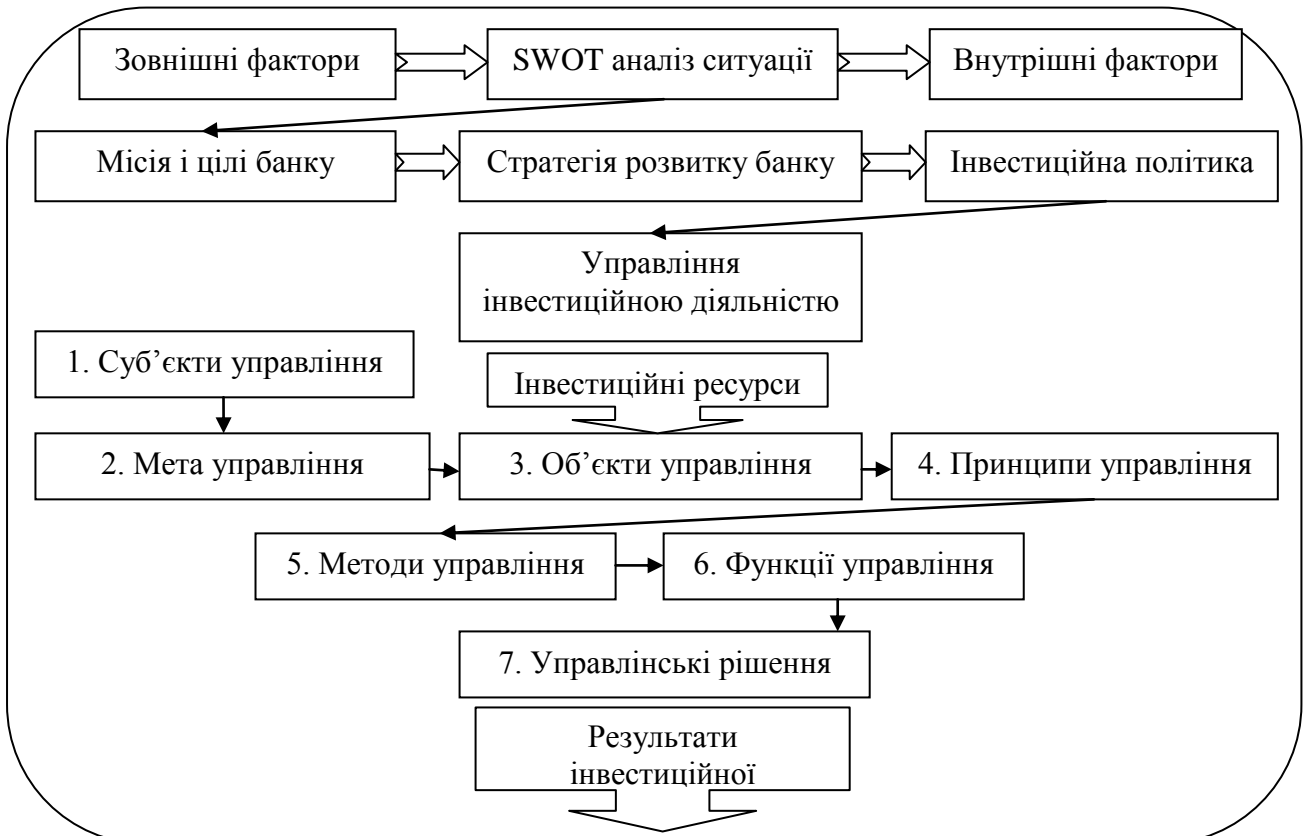 Зовнішні фактори
SWOT аналіз ситуації
Внутрішні фактори
Місія і цілі банку
Стратегія розвитку банку
Інвестиційна політика
Управління
інвестиційною діяльністю
1. Суб’єкти управління
Інвестиційні ресурси
2. Мета управління
3. Об’єкти управління
4. Принципи управління
5. Методи управління
6. Функції управління
7. Управлінські рішення
Результати
інвестиційної